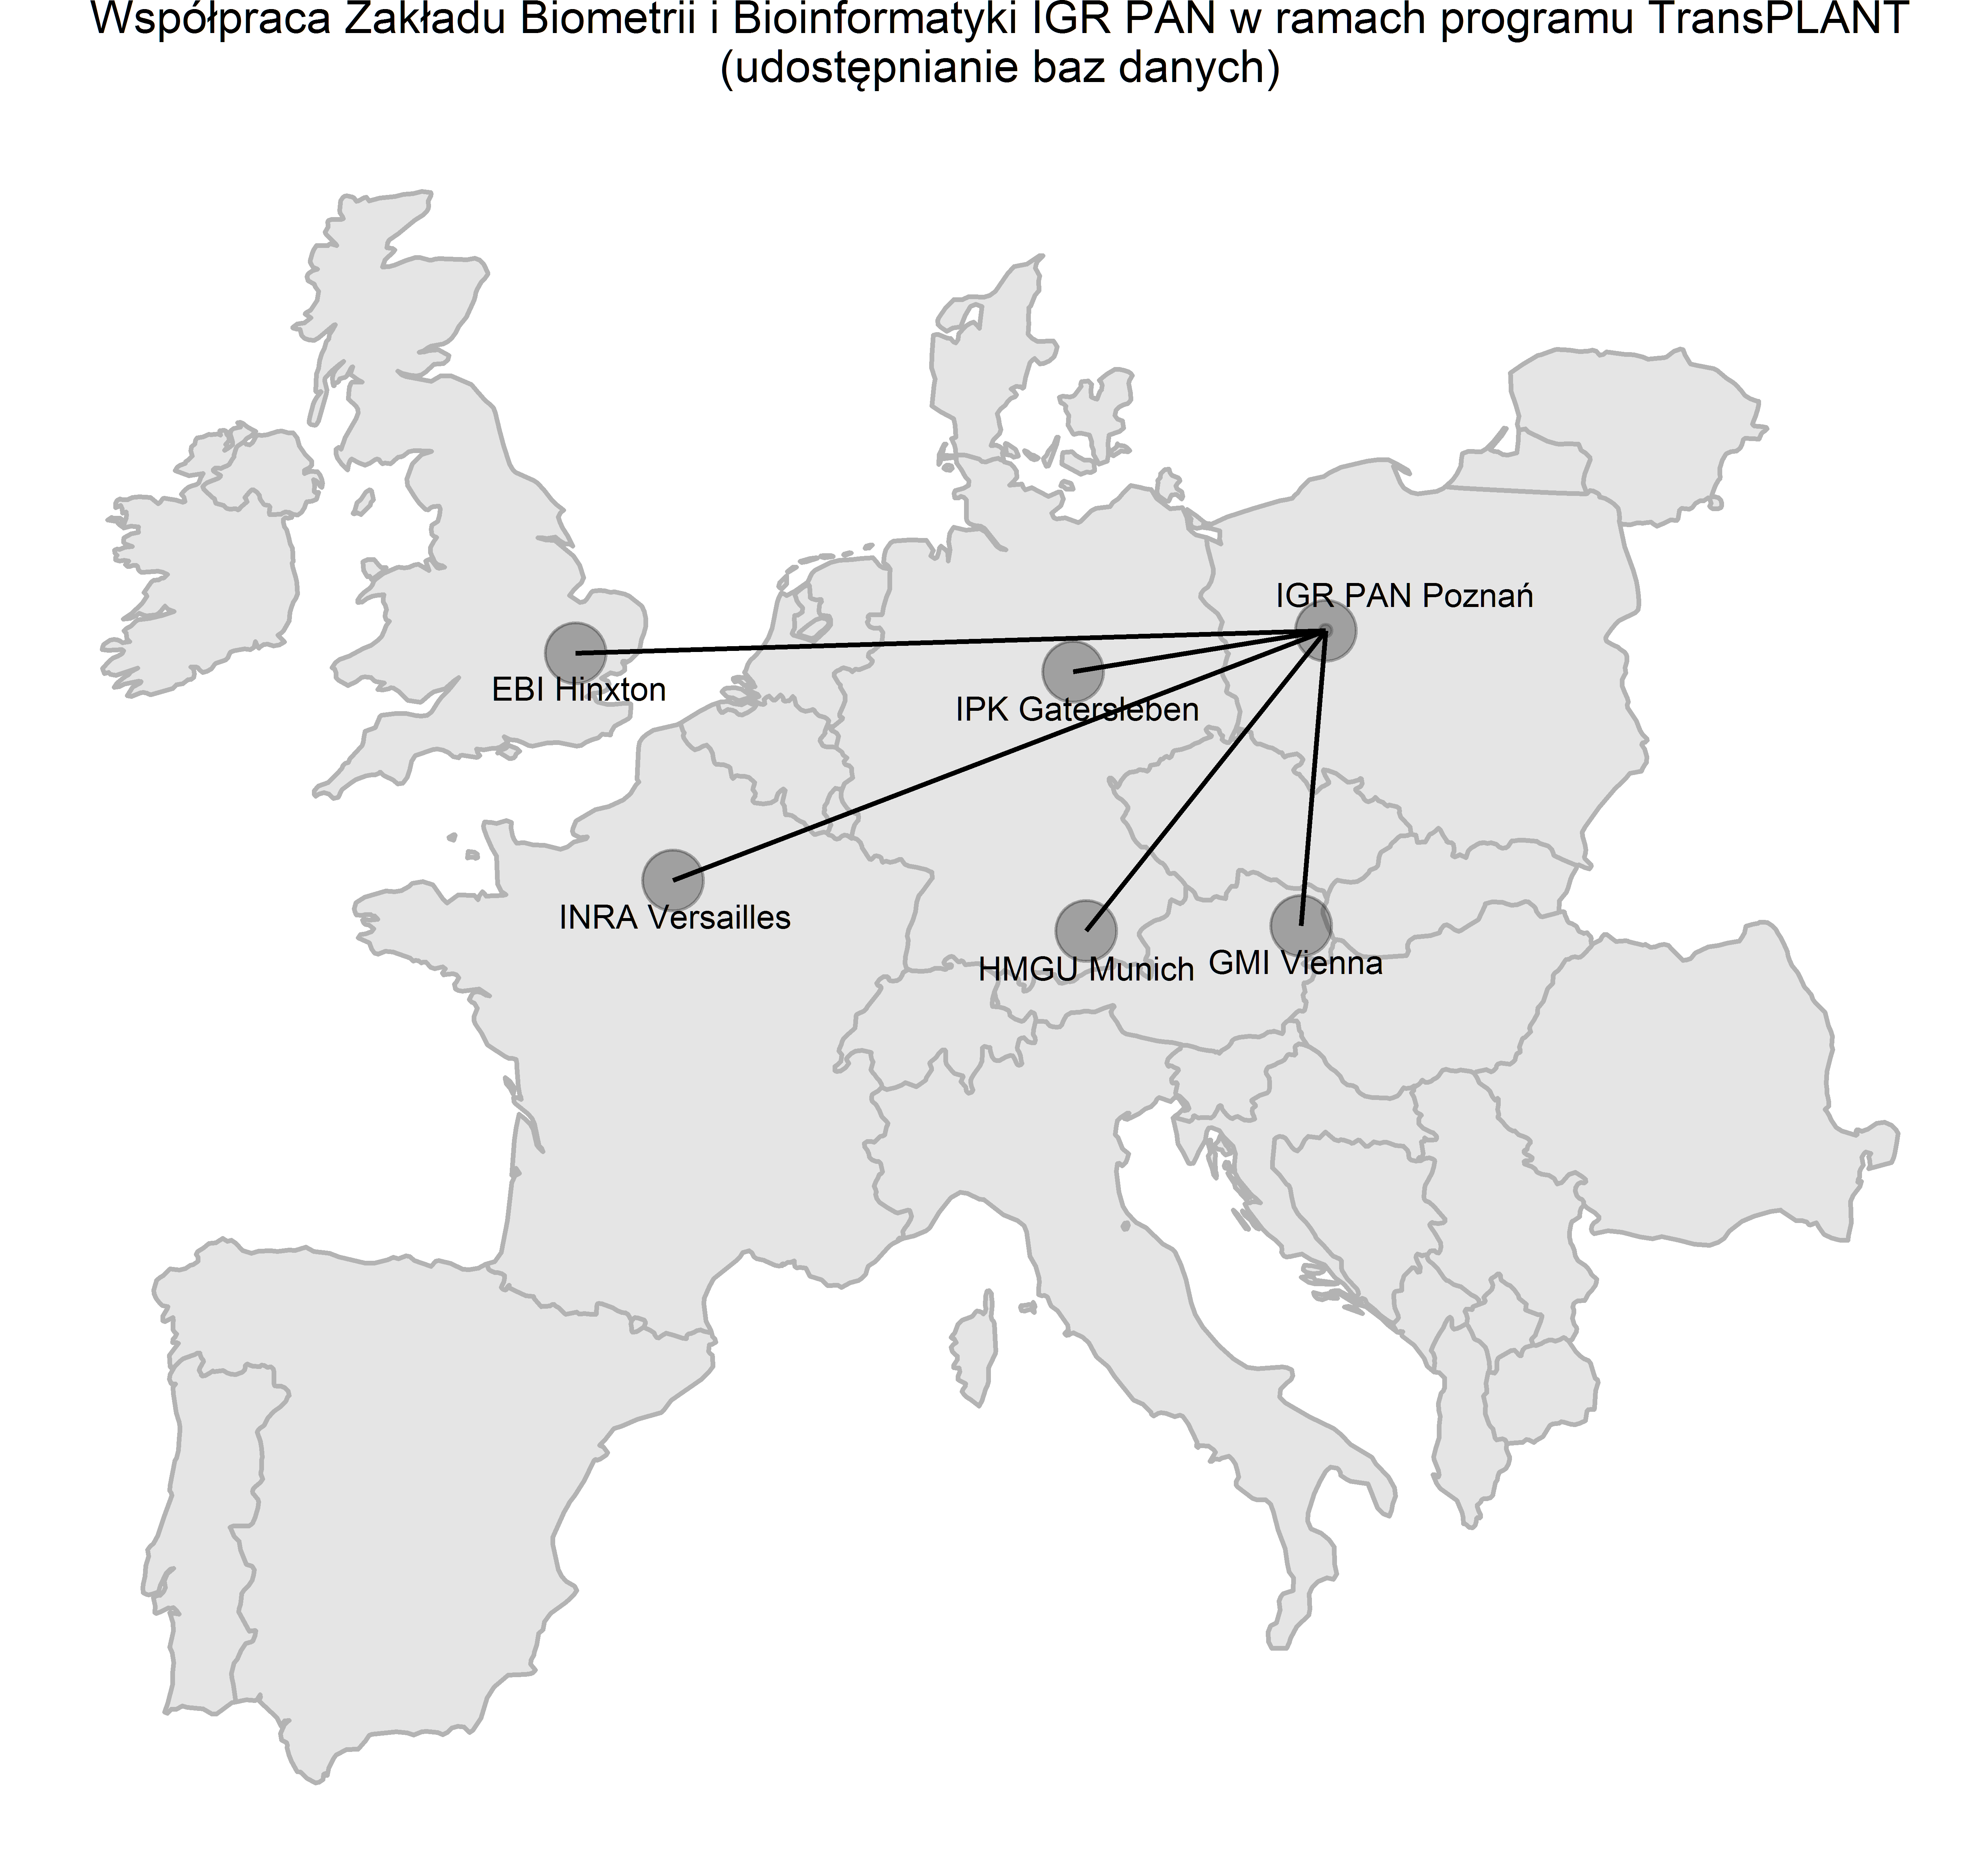 Współpraca Zakładu Biometrii i Bioinformatyki IGR PAN w ramach programu TransPLANT
(udostępnianie baz danych)
IGR PAN Poznań
EBI Hinxton
IPK Gatersleben
INRA Versailles
HMGU Munich
GMI Vienna